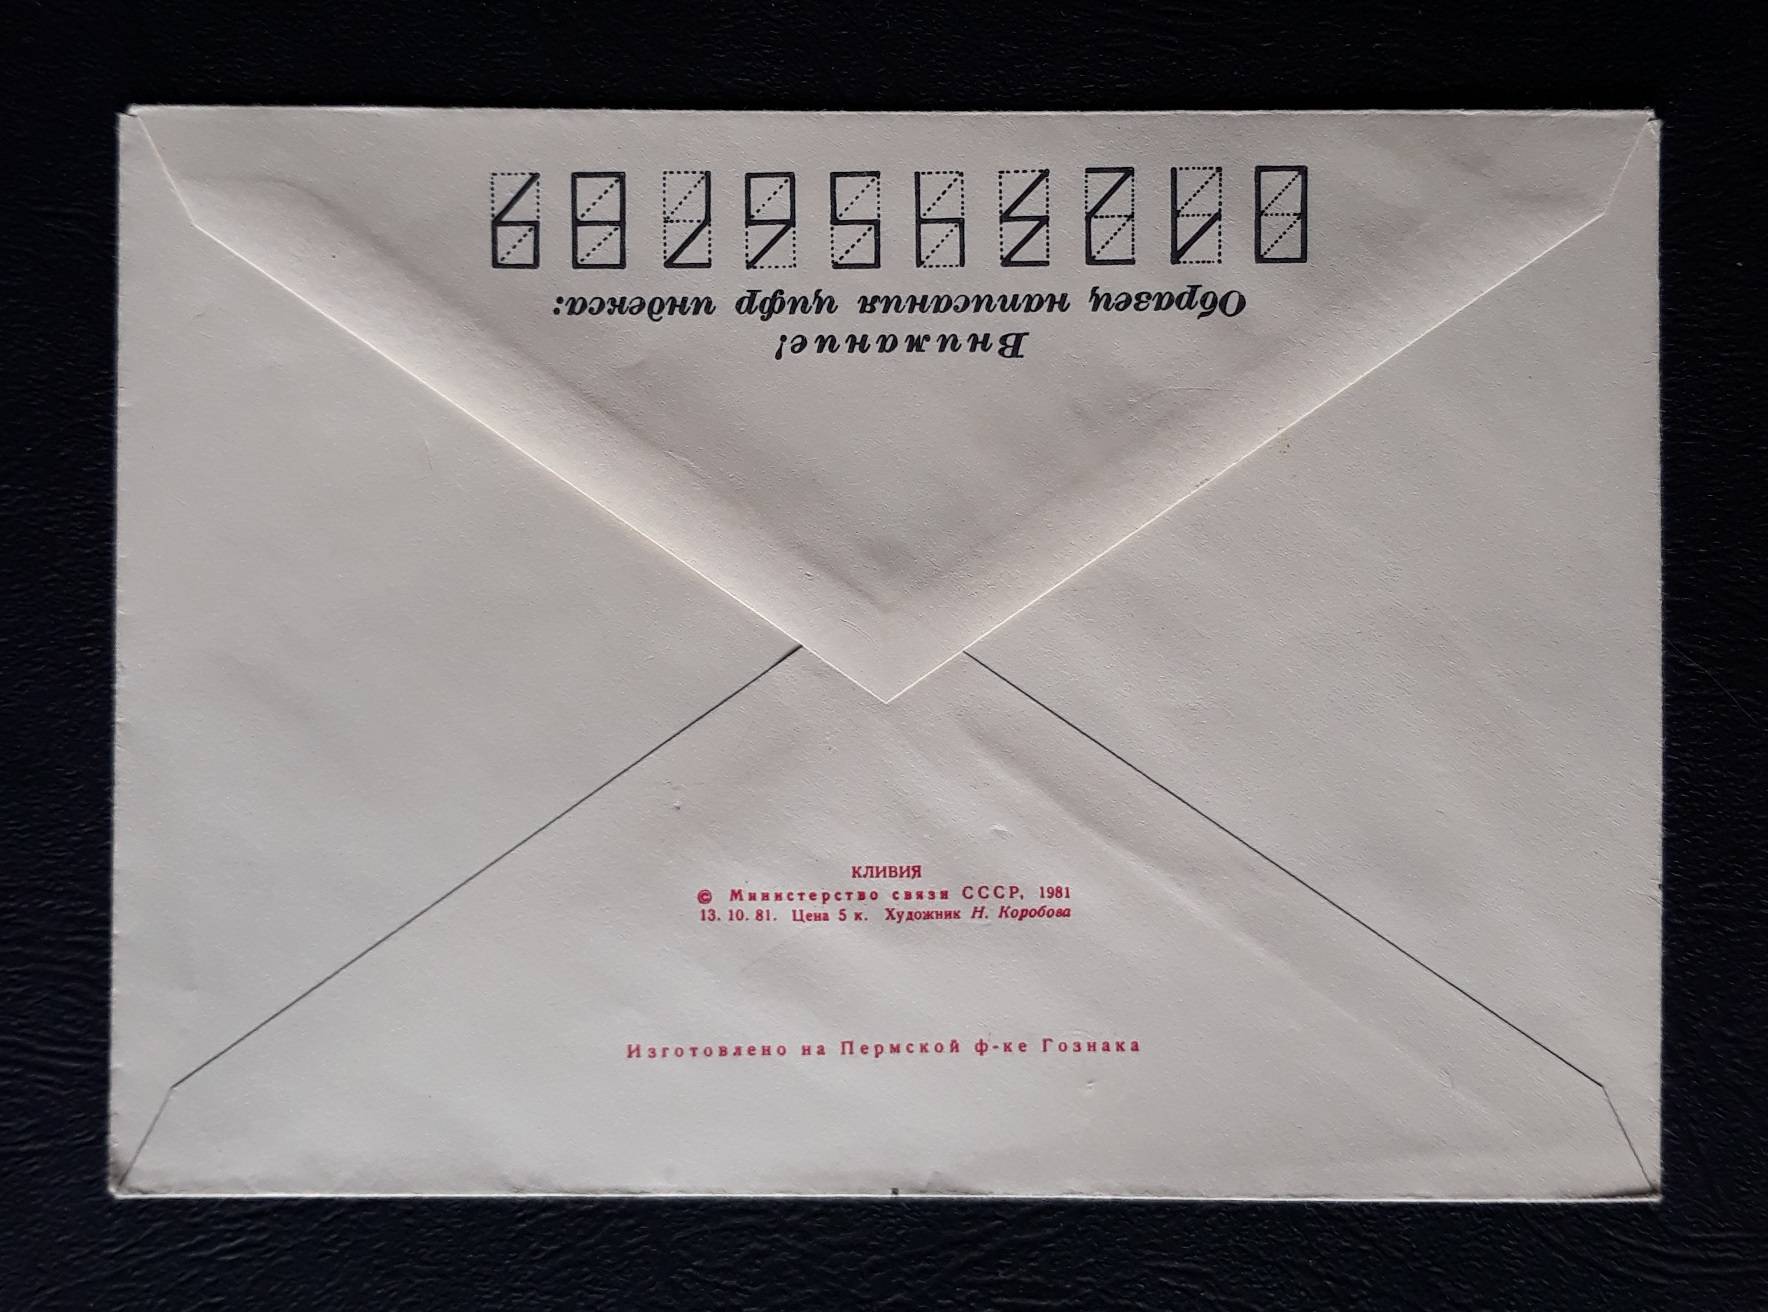 Внимание!
Образец написания цифр индекса:
0123456789
КЛИВИЯ
© Министерство связи СССР, 1981
13. 10. 81. Цена 5 к. Художник Н. Коробова
Изготовлено на Пермской ф-ке Гознака